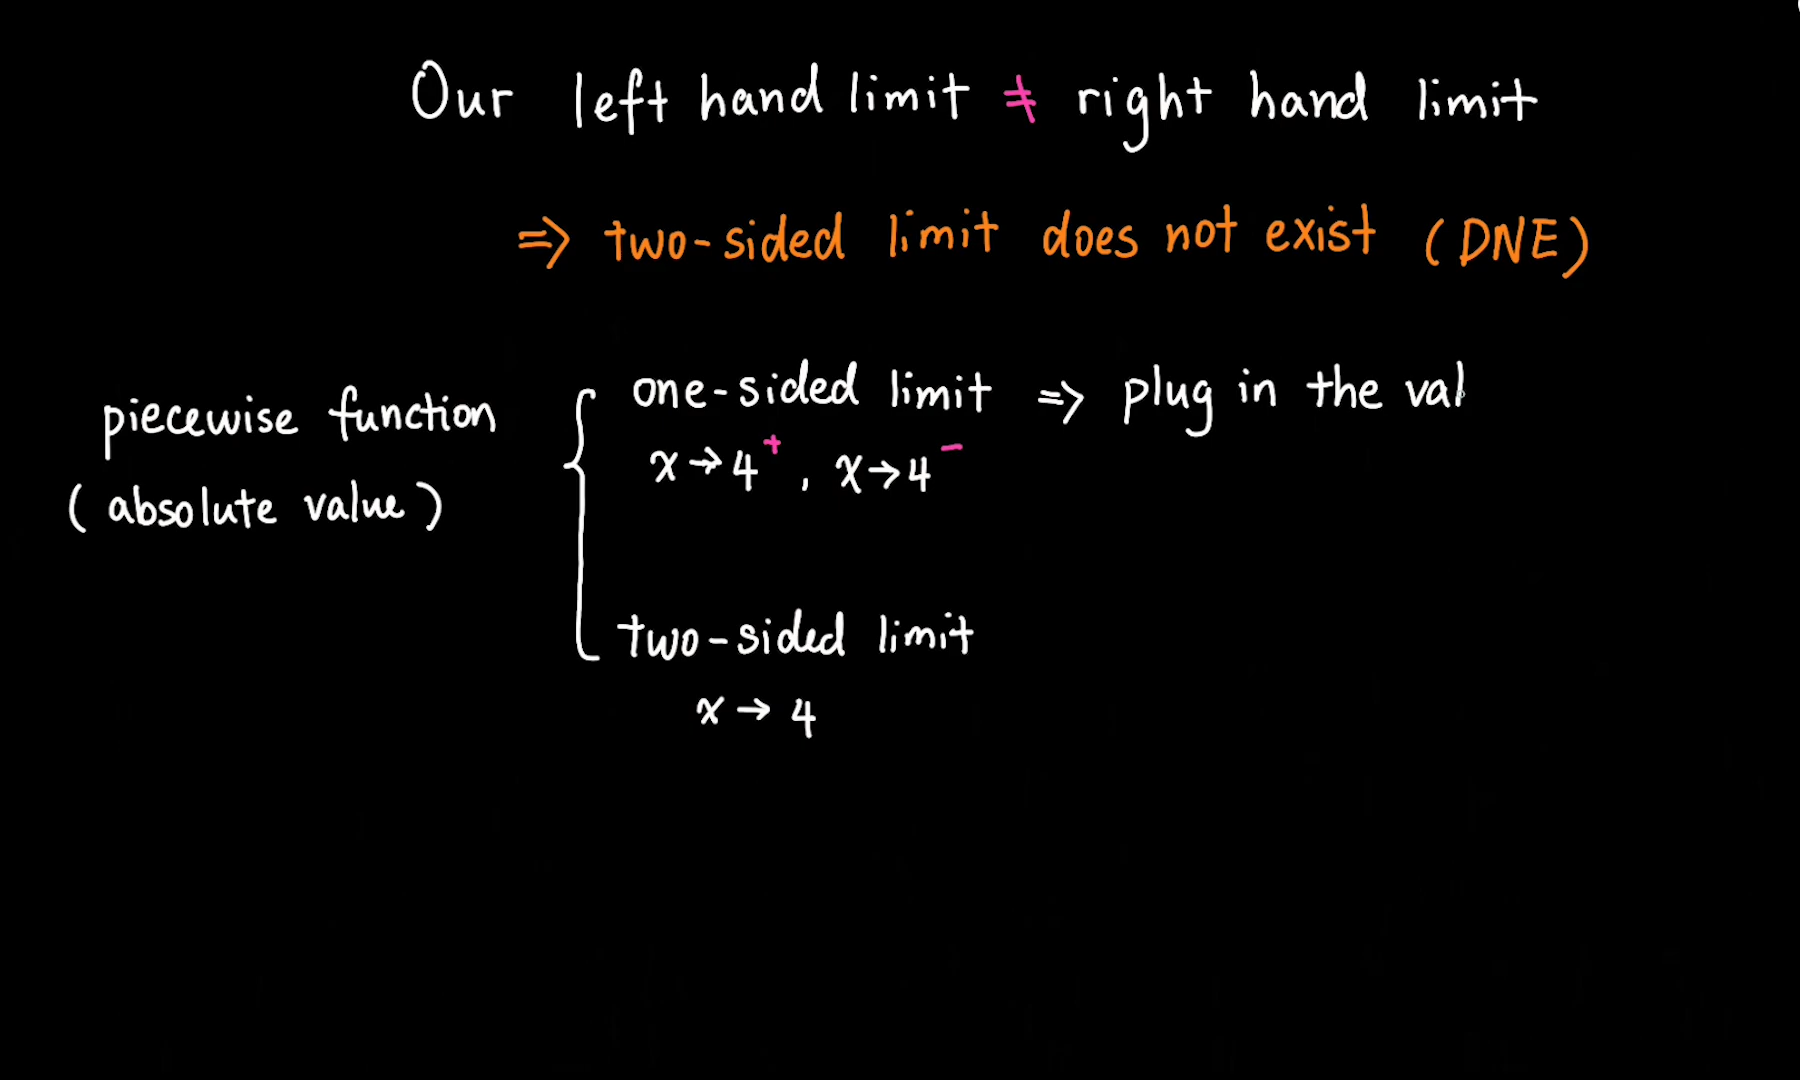 Our left hand limit ≠ right hand limit
⇒ two-sided limit does not exist (DNE)
piecewise function
(absolute value)
one-sided limit ⇒ plug in the val
x→4⁺, x→4⁻
two-sided limit
x→4